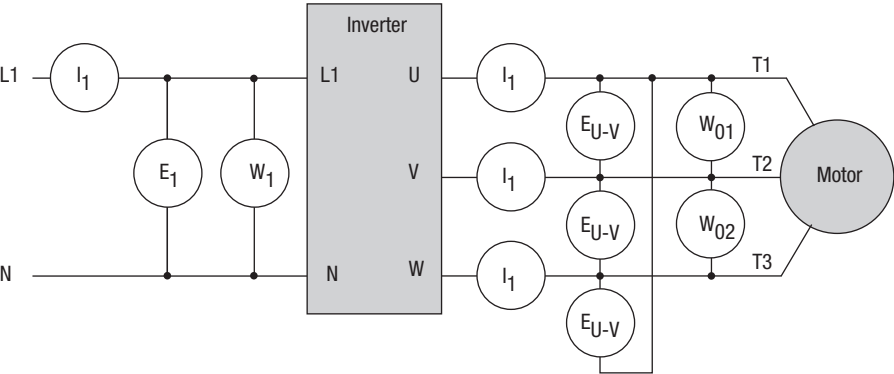 Inverter
L1 I1 L1 U I1 T1
EU-V W01
E1 W1 V I1 T2 Motor
EU-V W02
N N W I1 T3
EU-V